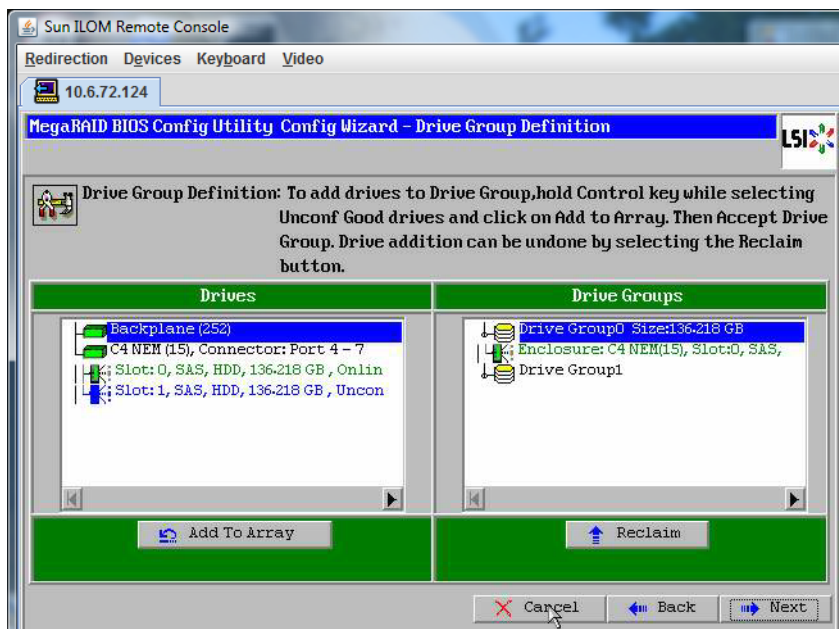 Sun ILOM Remote Console
Redirection Devices Keyboard Video
10.6.72.124
MegaRAID BIOS Config Utility Config Wizard - Drive Group Definition
LSI
Drive Group Definition: To add drives to Drive Group,hold Control key while selecting
Unconf Good drives and click on Add to Array. Then Accept Drive
Group. Drive addition can be undone by selecting the Reclaim
button.
Drives
Backplane (252)
C4 NEM (15), Connector: Port 4 - 7
Slot: 0, SAS, HDD, 136.218 GB , Onlin
Slot: 1, SAS, HDD, 136.218 GB , Uncon
Add To Array
Drive Groups
Drive Group0 Size:136.218 GB
Enclosure: C4 NEM(15), Slot:0, SAS,
Drive Group1
Reclaim
Cancel
Back
Next